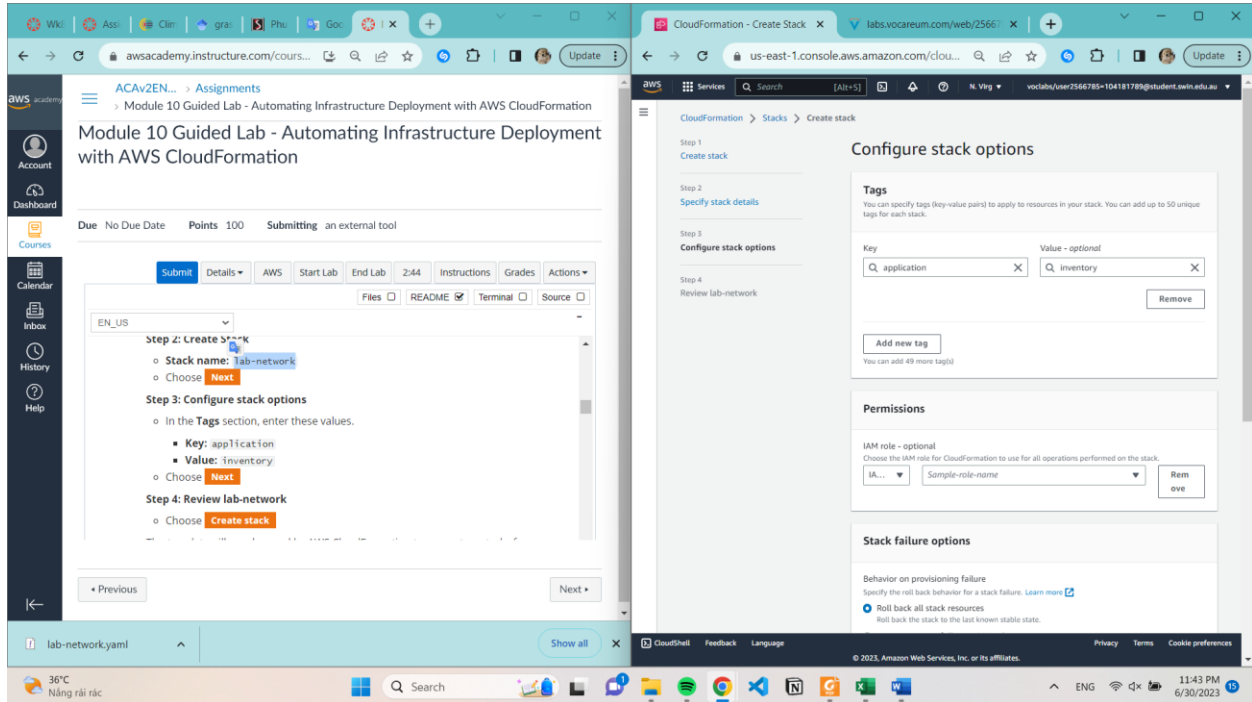 Wki
Ass
Clim
gra
Phu
Goc
I
CloudFormation - Create Stack
labs.vocareum.com/web/25667
awsacademy.instructure.com/cours...
Update
us-east-1.console.aws.amazon.com/clou...
Update
aws academy
Account
Dashboard
Courses
Calendar
Inbox
History
Help
ACAv2EN... > Assignments
> Module 10 Guided Lab - Automating Infrastructure Deployment with AWS CloudFormation
Module 10 Guided Lab - Automating Infrastructure Deployment
with AWS CloudFormation
Due No Due Date Points 100 Submitting an external tool
Submit Details AWS Start Lab End Lab 2:44 Instructions Grades Actions
Files README Terminal Source
EN_US
Step 2: Create Stack
Stack name: lab-network
Choose Next
Step 3: Configure stack options
In the Tags section, enter these values.
Key: application
Value: inventory
Choose Next
Step 4: Review lab-network
Choose Create stack
Previous
Next
lab-network.yaml
Show all
aws Services Search [Alt+S] N. Virg voclabs/user2566785=104181789@student.swin.edu.au
CloudFormation > Stacks > Create stack
Step 1
Create stack
Step 2
Specify stack details
Step 3
Configure stack options
Step 4
Review lab-network
Configure stack options
Tags
You can specify tags (key-value pairs) to apply to resources in your stack. You can add up to 50 unique
tags for each stack.
Key
Value - optional
application
inventory
Remove
Add new tag
You can add 49 more tag(s)
Permissions
IAM role - optional
Choose the IAM role for CloudFormation to use for all operations performed on the stack.
IA...
Sample-role-name
Rem
ove
Stack failure options
Behavior on provisioning failure
Specify the roll back behavior for a stack failure. Learn more
Roll back all stack resources
Roll back the stack to the last known stable state.
CloudShell Feedback Language
Privacy Terms Cookie preferences
© 2023, Amazon Web Services, Inc. or its affiliates.
36°C
Nắng rải rác
Search
1
ENG
11:43 PM
6/30/2023
15